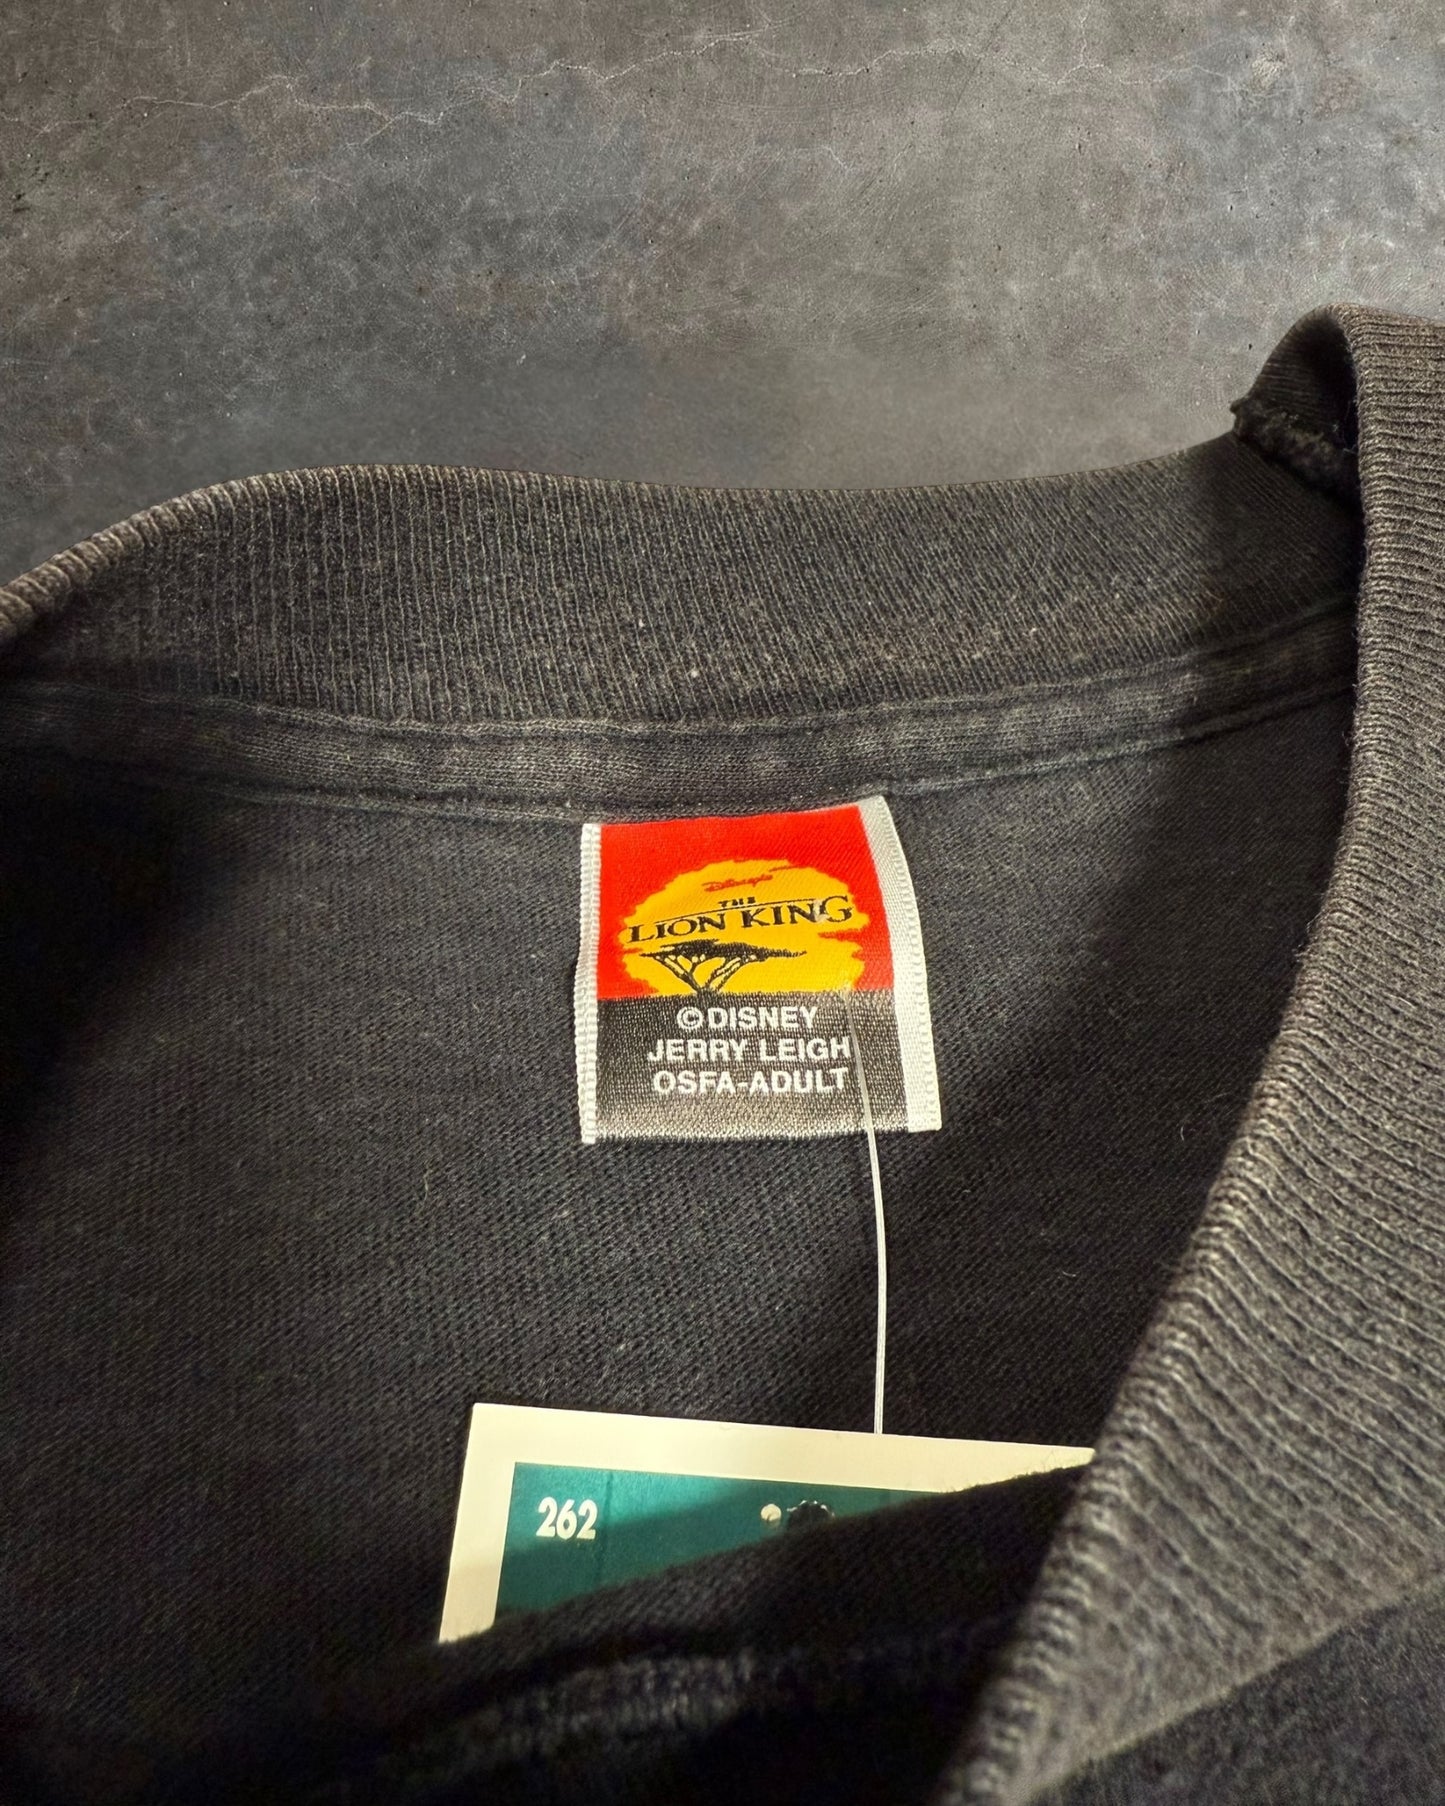 Disney's
THE
LION KING
©DISNEY
JERRY LEIGH
OSFA-ADULT
262